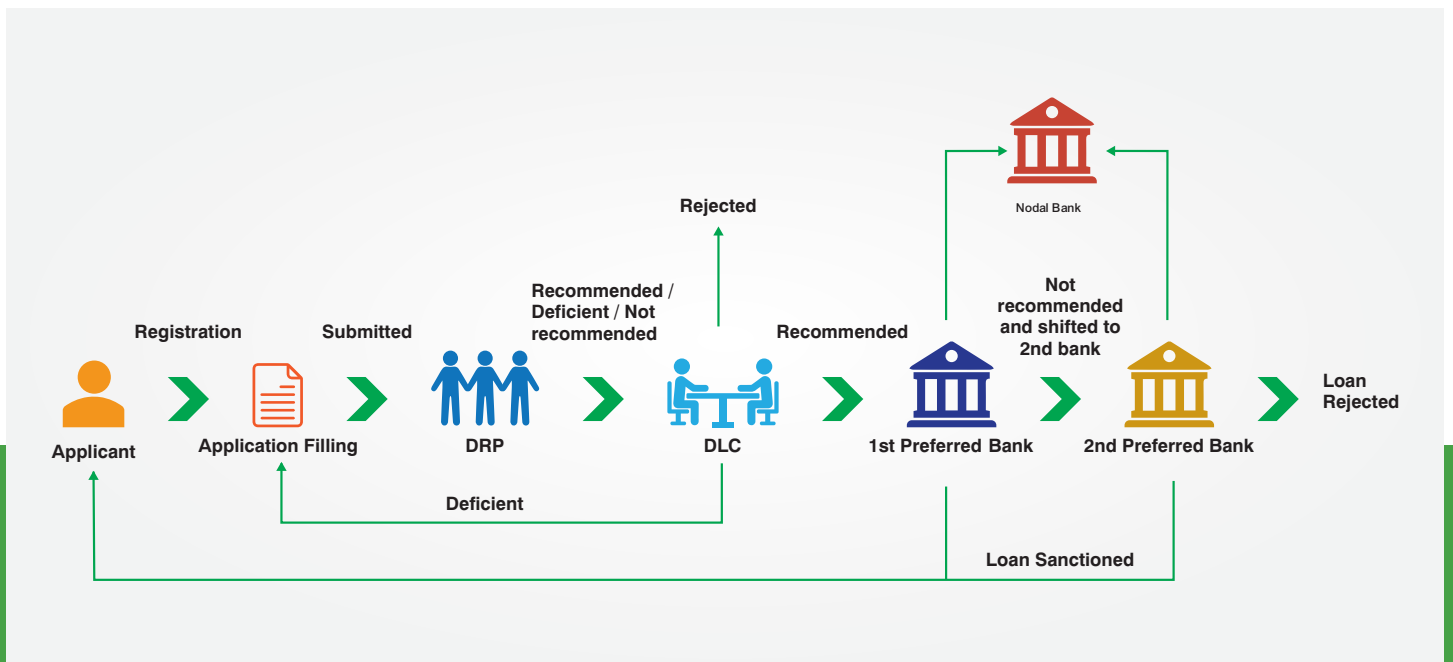 Nodal Bank
Rejected
Registration
Submitted
Recommended /
Deficient / Not
recommended
Recommended
Not
recommended
and shifted to
2nd bank
Loan
Rejected
Applicant
Application Filling
DRP
DLC
1st Preferred Bank
2nd Preferred Bank
Deficient
Loan Sanctioned